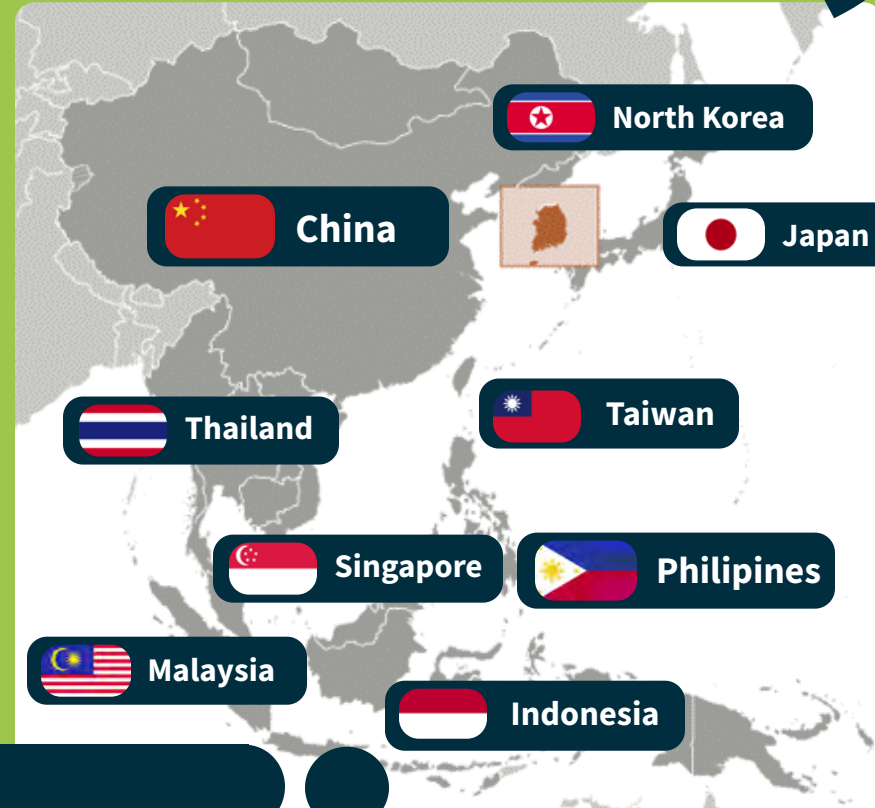 North Korea
China
Japan
Taiwan
Thailand
Singapore
Philipines
Malaysia
Indonesia